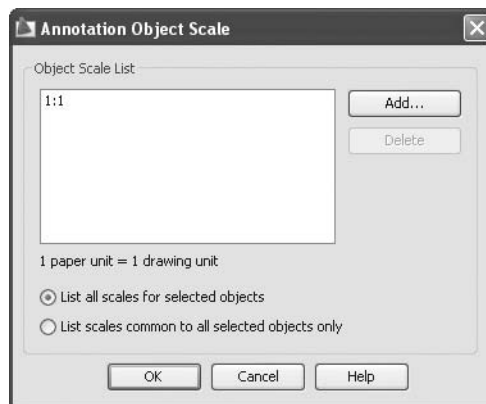 Annotation Object Scale
Object Scale List
1:1
Add...
Delete
1 paper unit = 1 drawing unit
List all scales for selected objects
List scales common to all selected objects only
OK Cancel Help